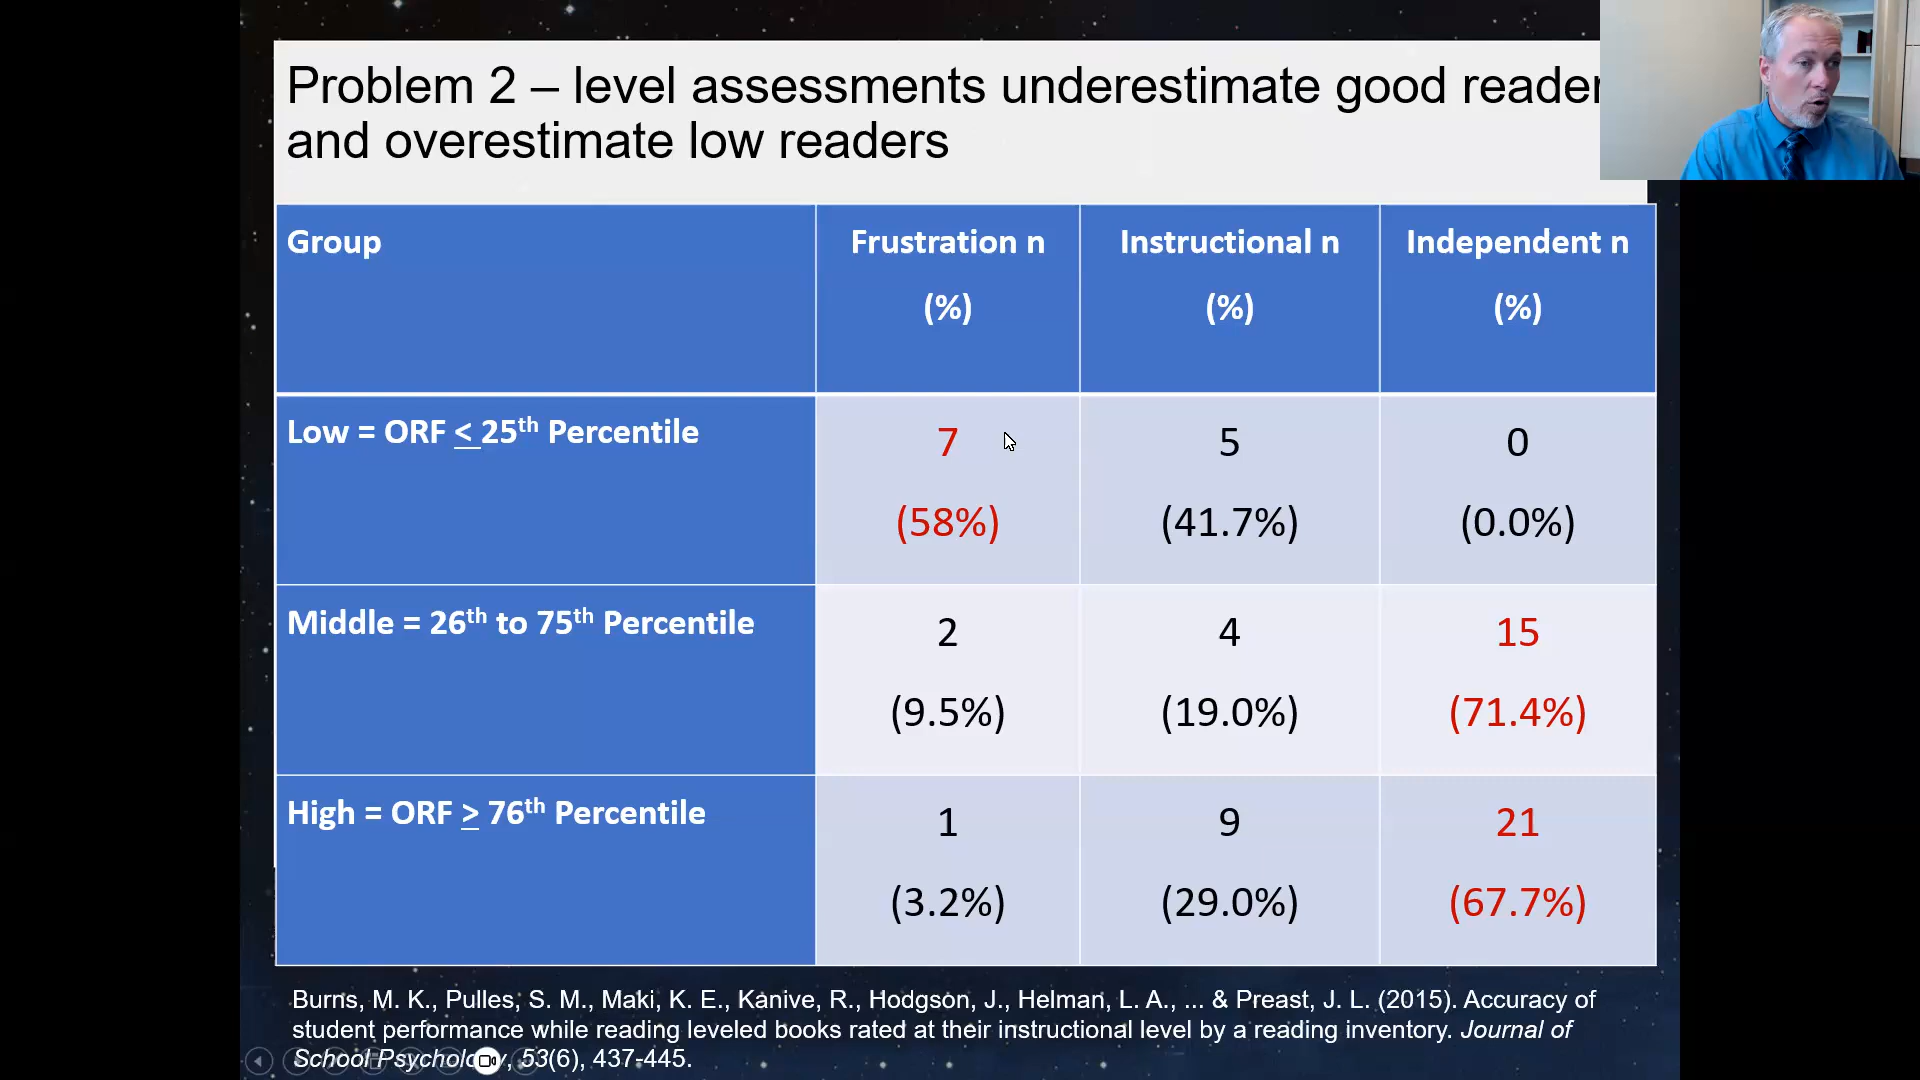 Problem 2 – level assessments underestimate good reader
and overestimate low readers
Group
Frustration n
(%)
Instructional n
(%)
Independent n
(%)
Low = ORF < 25th Percentile
7
(58%)
5
(41.7%)
0
(0.0%)
Middle = 26th to 75th Percentile
2
(9.5%)
4
(19.0%)
15
(71.4%)
High = ORF > 76th Percentile
1
(3.2%)
9
(29.0%)
21
(67.7%)
Burns, M. K., Pulles, S. M., Maki, K. E., Kanive, R., Hodgson, J., Helman, L. A., ... & Preast, J. L. (2015). Accuracy of
student performance while reading leveled books rated at their instructional level by a reading inventory. Journal of
School Psychology, 53(6), 437-445.